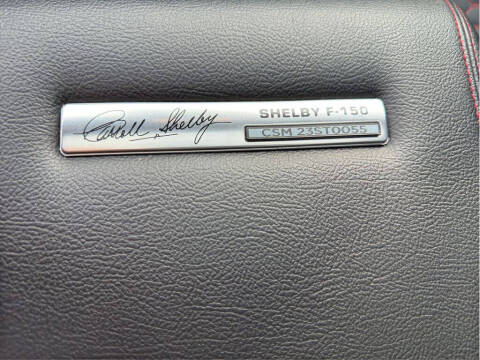 Carroll Shelby
SHELBY F-150
CSM 23ST0055